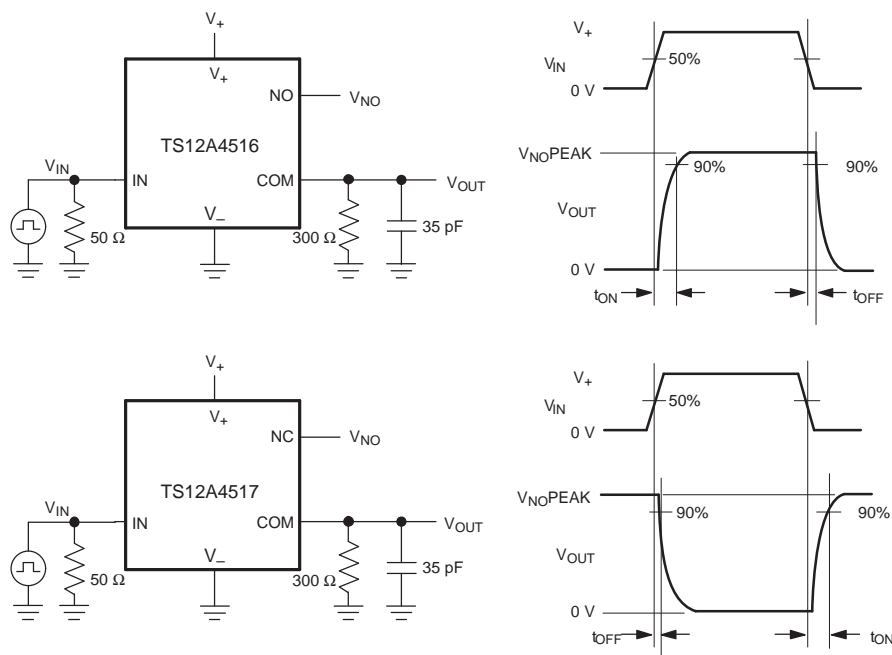 V+
V+
NO
VNO
TS12A4516
VIN
IN
COM
VOUT
V–
50 Ω
300 Ω
35 pF
V+
VIN
50%
0 V
VNOPEAK
90%
90%
VOUT
0 V
tON
tOFF
V+
V+
NC
VNO
TS12A4517
VIN
IN
COM
VOUT
V–
50 Ω
300 Ω
35 pF
V+
VIN
50%
0 V
VNOPEAK
90%
90%
VOUT
0 V
tOFF
tON